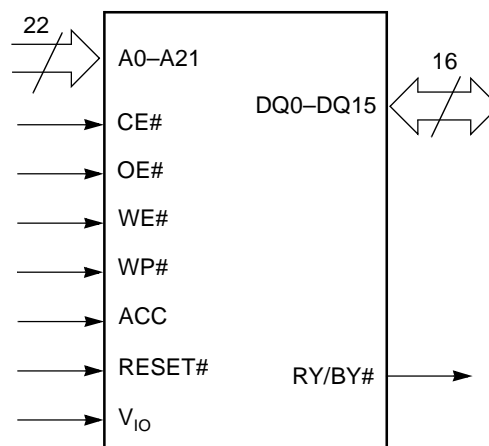 22
A0–A21
16
DQ0–DQ15
CE#
OE#
WE#
WP#
ACC
RESET#
RY/BY#
V_IO